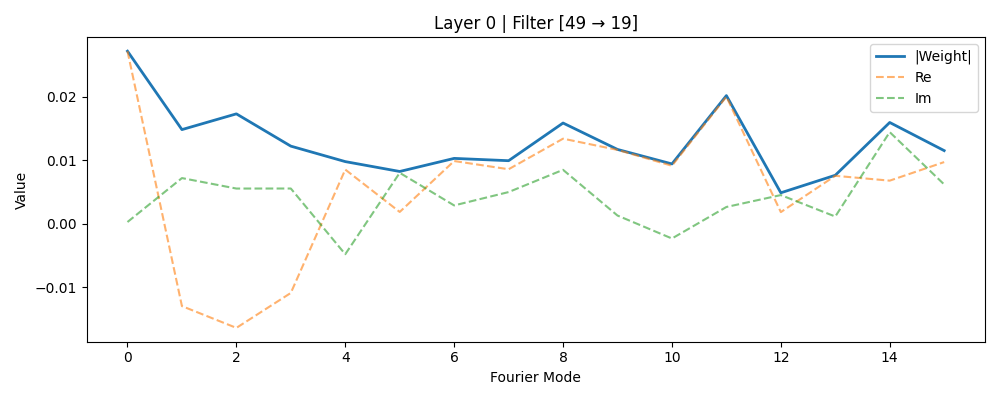 Layer 0 | Filter [49 → 19]
|Weight|
Re
Im
Value
0.02
0.01
0.00
−0.01
0 2 4 6 8 10 12 14
Fourier Mode